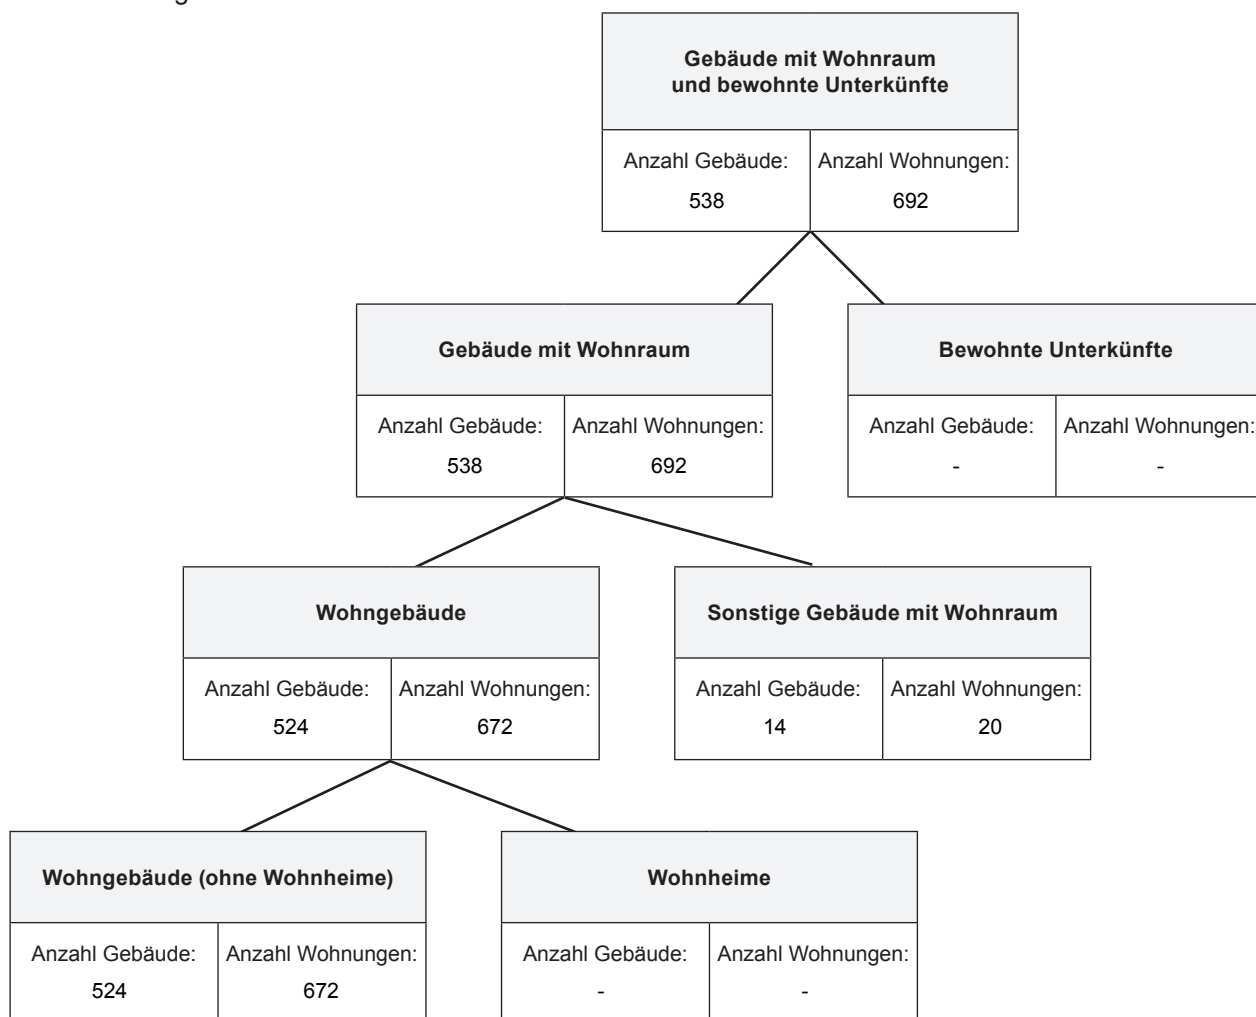 Gebäude mit Wohnraum
und bewohnte Unterkünfte
Anzahl Gebäude: Anzahl Wohnungen:
538 692
Gebäude mit Wohnraum
Anzahl Gebäude: Anzahl Wohnungen:
538 692
Bewohnte Unterkünfte
Anzahl Gebäude: Anzahl Wohnungen:
- -
Wohngebäude
Anzahl Gebäude: Anzahl Wohnungen:
524 672
Sonstige Gebäude mit Wohnraum
Anzahl Gebäude: Anzahl Wohnungen:
14 20
Wohngebäude (ohne Wohnheime)
Anzahl Gebäude: Anzahl Wohnungen:
524 672
Wohnheime
Anzahl Gebäude: Anzahl Wohnungen:
- -